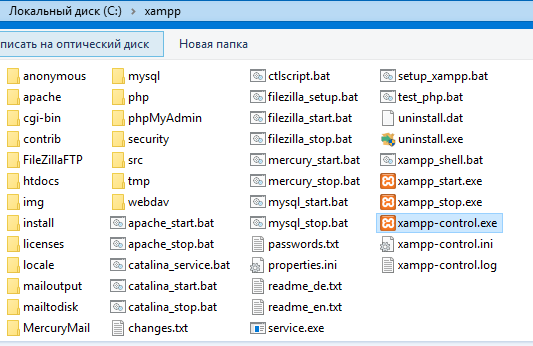 Локальный диск (C:) › xampp
писать на оптический диск
Новая папка
anonymous
apache
cgi-bin
contrib
FileZillaFTP
htdocs
img
install
licenses
locale
mailoutput
mailtodisk
MercuryMail
mysql
php
phpMyAdmin
security
src
tmp
webdav
apache_start.bat
apache_stop.bat
catalina_service.bat
catalina_start.bat
catalina_stop.bat
changes.txt
ctlscript.bat
filezilla_setup.bat
filezilla_start.bat
filezilla_stop.bat
mercury_start.bat
mercury_stop.bat
mysql_start.bat
mysql_stop.bat
passwords.txt
properties.ini
readme_de.txt
readme_en.txt
service.exe
setup_xampp.bat
test_php.bat
uninstall.dat
uninstall.exe
xampp_shell.bat
xampp_start.exe
xampp_stop.exe
xampp-control.exe
xampp-control.ini
xampp-control.log